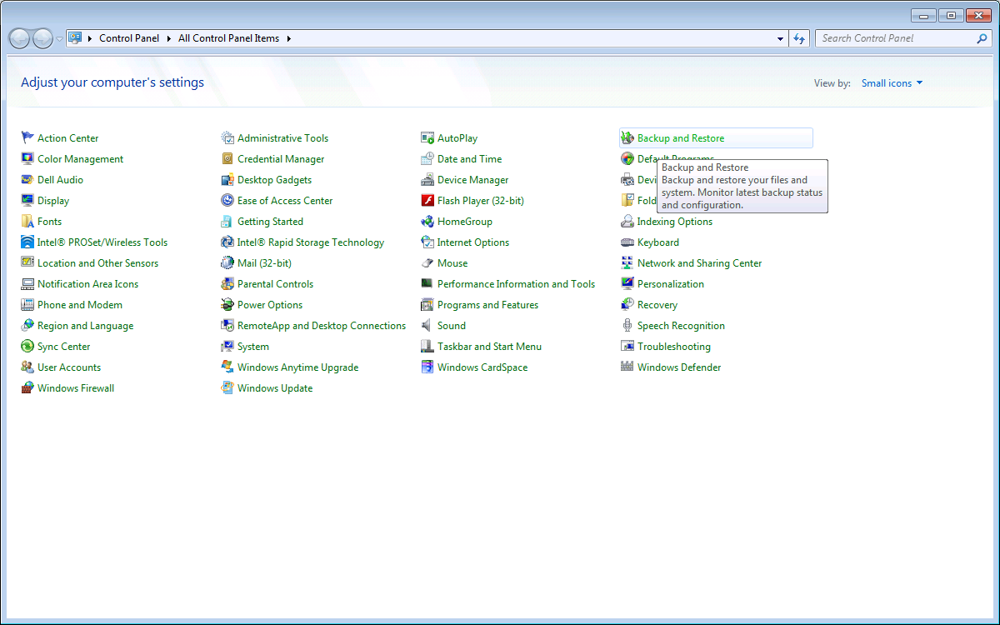 Control Panel All Control Panel Items
Search Control Panel
Adjust your computer's settings
View by: Small icons
Action Center
Administrative Tools
AutoPlay
Backup and Restore
Color Management
Credential Manager
Date and Time
Default Programs
Dell Audio
Desktop Gadgets
Device Manager
Devi
Display
Ease of Access Center
Flash Player (32-bit)
Fold
Backup and Restore
Backup and restore your files and
system. Monitor latest backup status
and configuration.
Fonts
Getting Started
HomeGroup
Indexing Options
Intel® PROSet/Wireless Tools
Intel® Rapid Storage Technology
Internet Options
Keyboard
Location and Other Sensors
Mail (32-bit)
Mouse
Network and Sharing Center
Notification Area Icons
Parental Controls
Performance Information and Tools
Personalization
Phone and Modem
Power Options
Programs and Features
Recovery
Region and Language
RemoteApp and Desktop Connections
Sound
Speech Recognition
Sync Center
System
Taskbar and Start Menu
Troubleshooting
User Accounts
Windows Anytime Upgrade
Windows CardSpace
Windows Defender
Windows Firewall
Windows Update